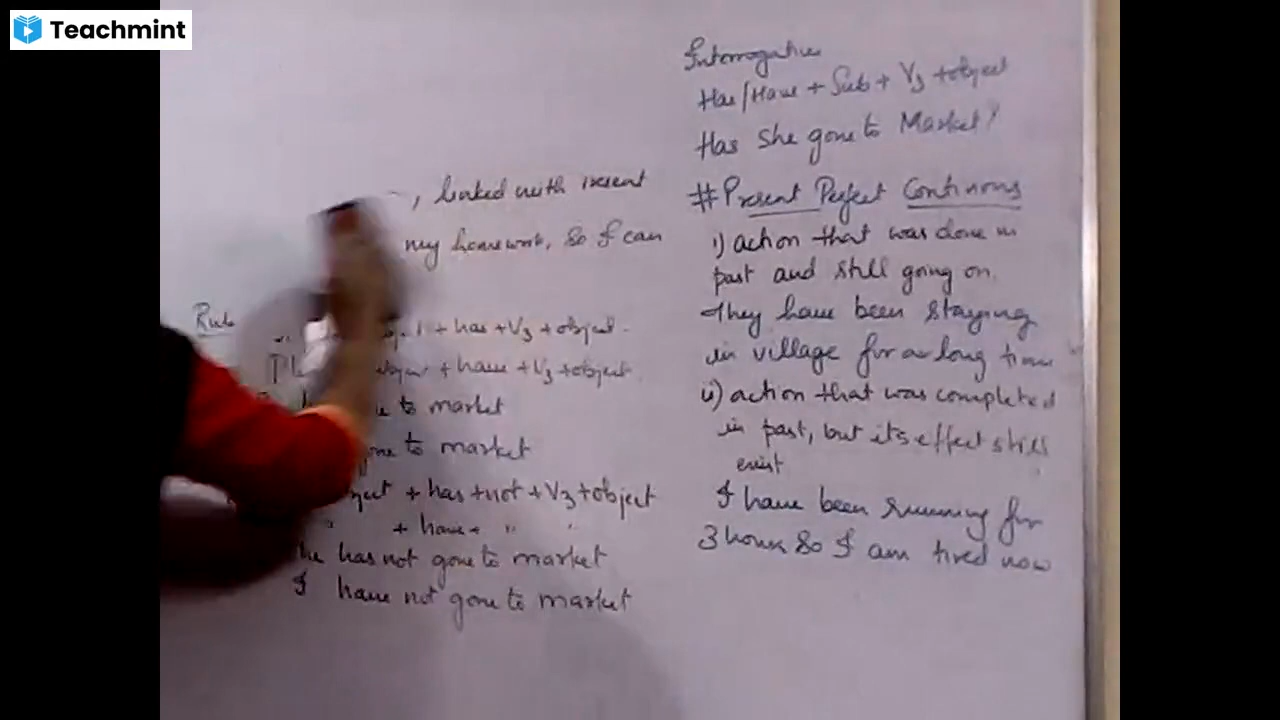 Teachmint
, linked with present
my homework, so I can
Rule
+ has + V3 + object.
+ have + V3 + object.
to market
gone to market
+ has + not + V3 + object
" + have + " "
he has not gone to market
I have not gone to market
Interrogative
Has/Have + Sub + V3 + object
Has She gone to Market?
# Present Perfect Continous
i) action that was done in
past and still going on.
They have been staying
in village for a long time
ii) action that was completed
in past, but it's effect still
exist
I have been running for
3 hours So I am tired now